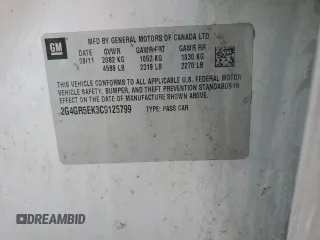 GM
MFD BY GENERAL MOTORS OF CANADA LTD.
DATE GVWR GAWR FRT GAWR RR
09/11 2082 KG 1052 KG 1030 KG
4589 LB 2319 LB 2270 LB
THIS VEHICLE CONFORMS TO ALL APPLICABLE U.S. FEDERAL MOTOR
VEHICLE SAFETY, BUMPER, AND THEFT PREVENTION STANDARDS
IN EFFECT ON THE DATE OF MANUFACTURE SHOWN ABOVE.
2G4GR5EK3C9125799 TYPE: PASS CAR
© DREAMBID